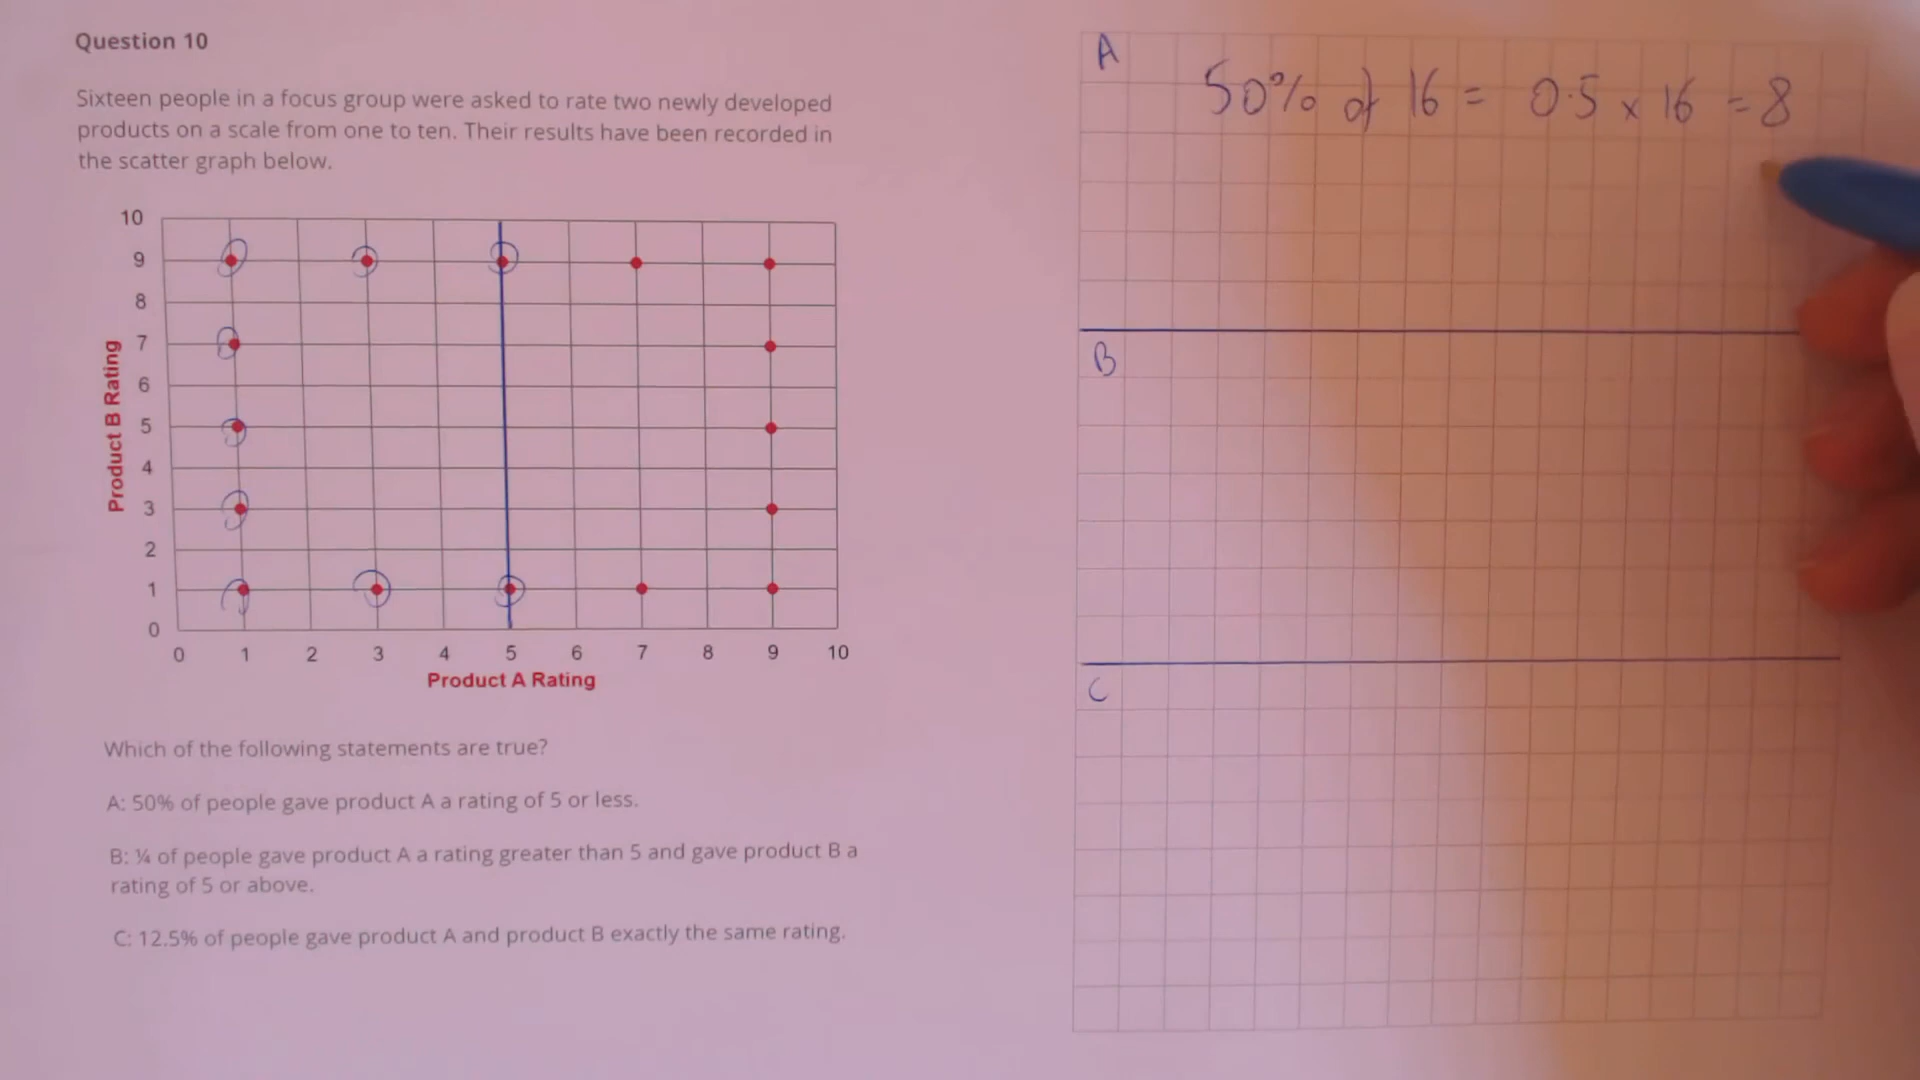 Question 10
Sixteen people in a focus group were asked to rate two newly developed
products on a scale from one to ten. Their results have been recorded in
the scatter graph below.
10
9
8
7
6
5
4
3
2
1
0
Product B Rating
0 1 2 3 4 5 6 7 8 9 10
Product A Rating
Which of the following statements are true?
A: 50% of people gave product A a rating of 5 or less.
B: ¼ of people gave product A a rating greater than 5 and gave product B a
rating of 5 or above.
C: 12.5% of people gave product A and product B exactly the same rating.
A
50% of 16 = 0.5 x 16 = 8
B
C